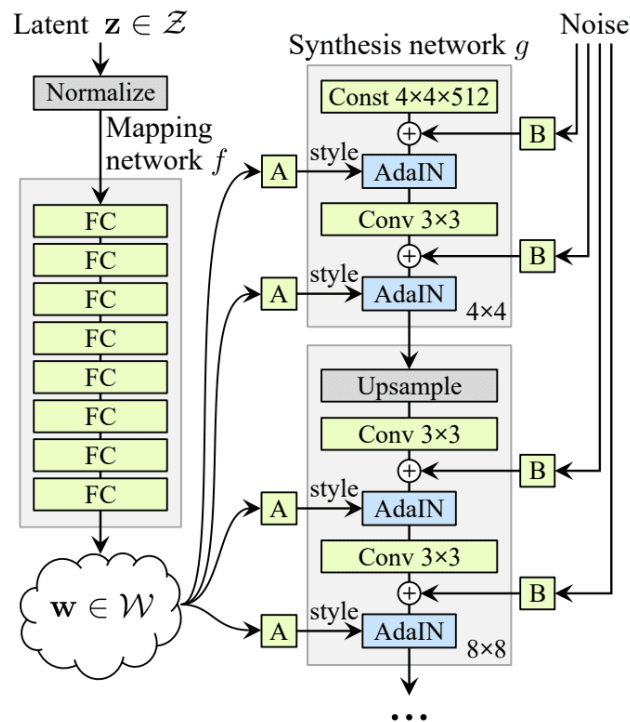 Latent z ∈ Z
Normalize
Mapping
network f
FC
FC
FC
FC
FC
FC
FC
FC
w ∈ W
Synthesis network g
Noise
Const 4×4×512
B
A
style
AdaIN
Conv 3×3
B
A
style
AdaIN
4×4
Upsample
Conv 3×3
B
A
style
AdaIN
Conv 3×3
B
A
style
AdaIN
8×8
...